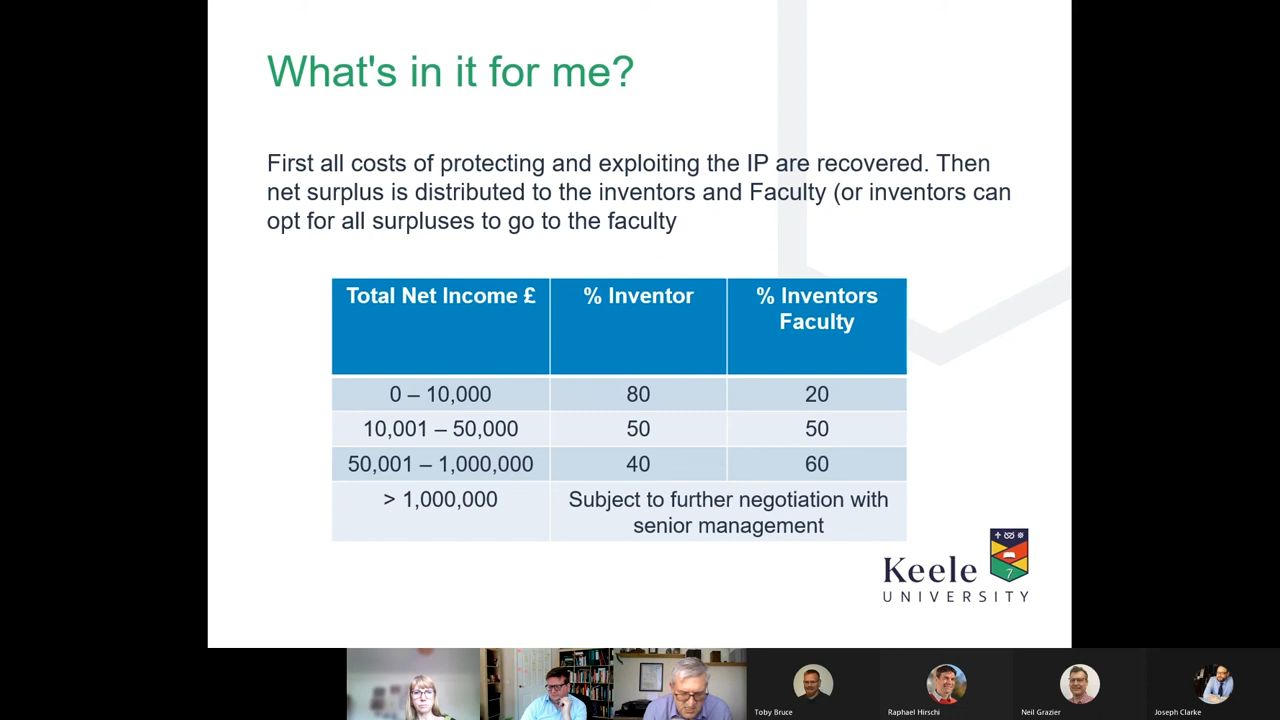 What's in it for me?
First all costs of protecting and exploiting the IP are recovered. Then
net surplus is distributed to the inventors and Faculty (or inventors can
opt for all surpluses to go to the faculty
Total Net Income £ % Inventor % Inventors
Faculty
0 – 10,000 80 20
10,001 – 50,000 50 50
50,001 – 1,000,000 40 60
> 1,000,000 Subject to further negotiation with
senior management
Keele
UNIVERSITY
Toby Bruce Raphael Hirschi Neil Grazier Joseph Clarke